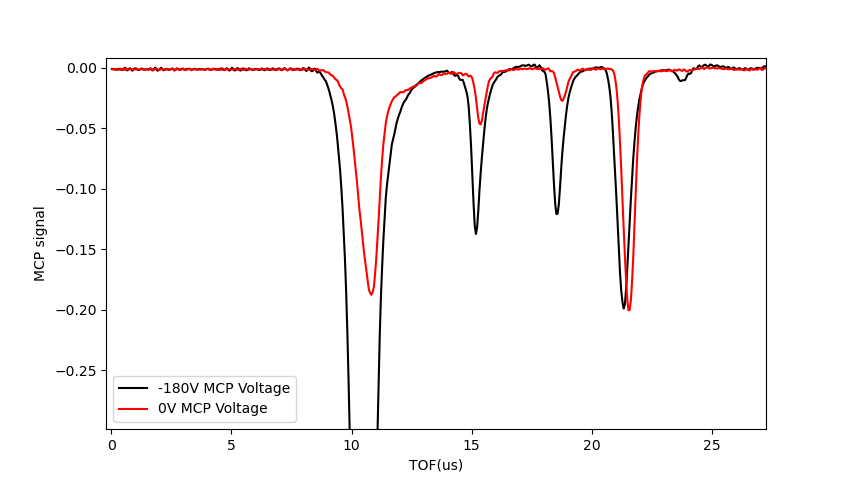 0.00
−0.05
−0.10
−0.15
−0.20
−0.25
MCP signal
-180V MCP Voltage
0V MCP Voltage
0 5 10 15 20 25
TOF(us)